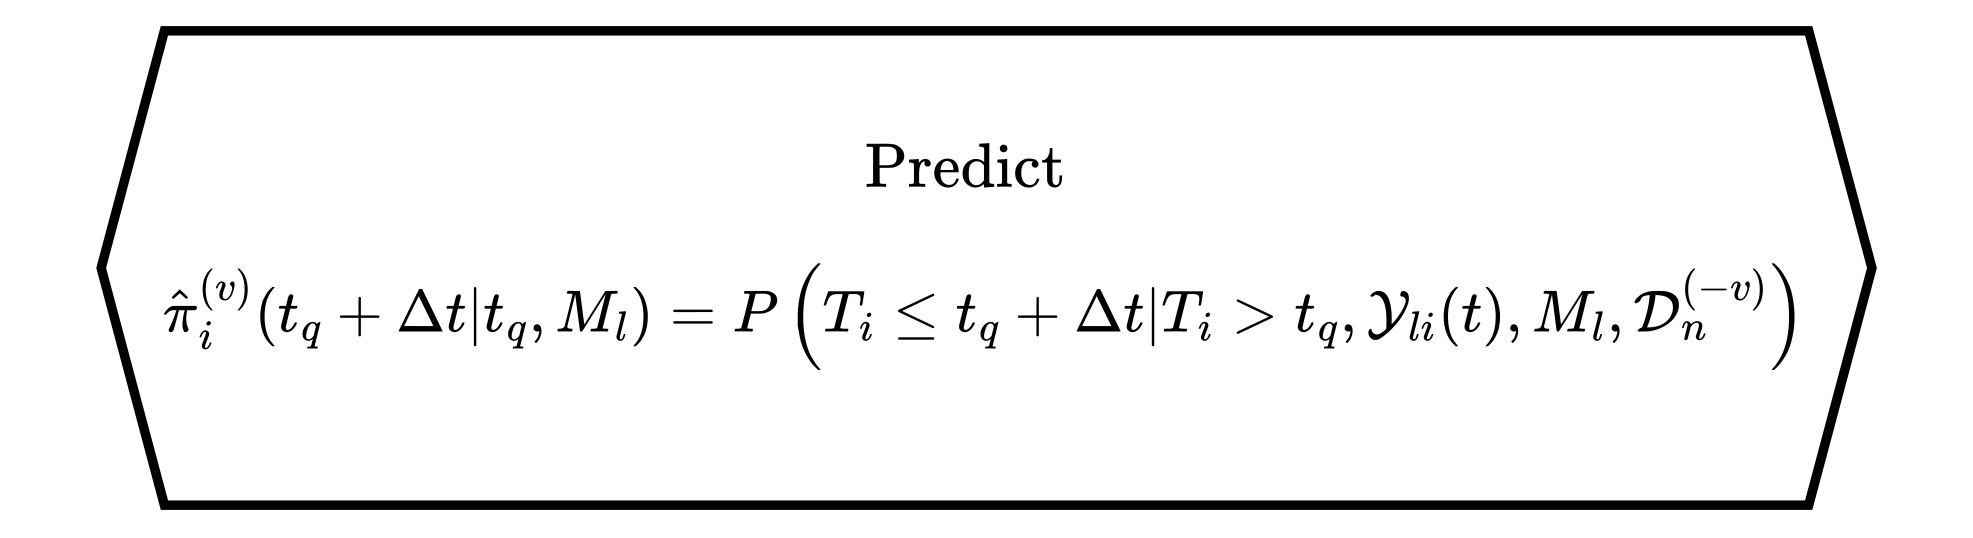 Predict
$\hat{\pi}_i^{(v)}(t_q + \Delta t | t_q, M_l) = P\left(T_i \leq t_q + \Delta t | T_i > t_q, \mathcal{Y}_{li}(t), M_l, \mathcal{D}_n^{(-v)}\right)$